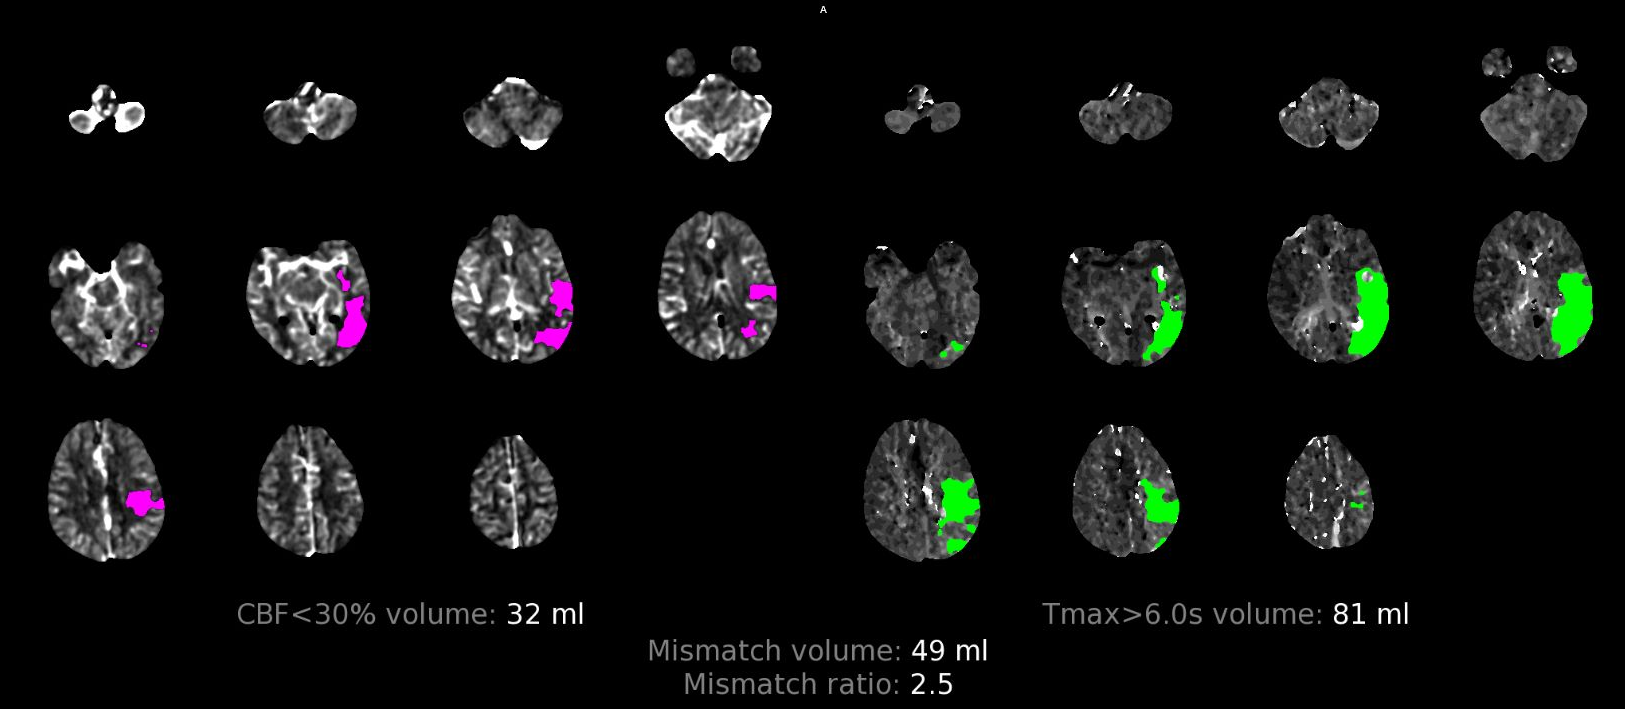 A
CBF<30% volume: 32 ml
Tmax>6.0s volume: 81 ml
Mismatch volume: 49 ml
Mismatch ratio: 2.5